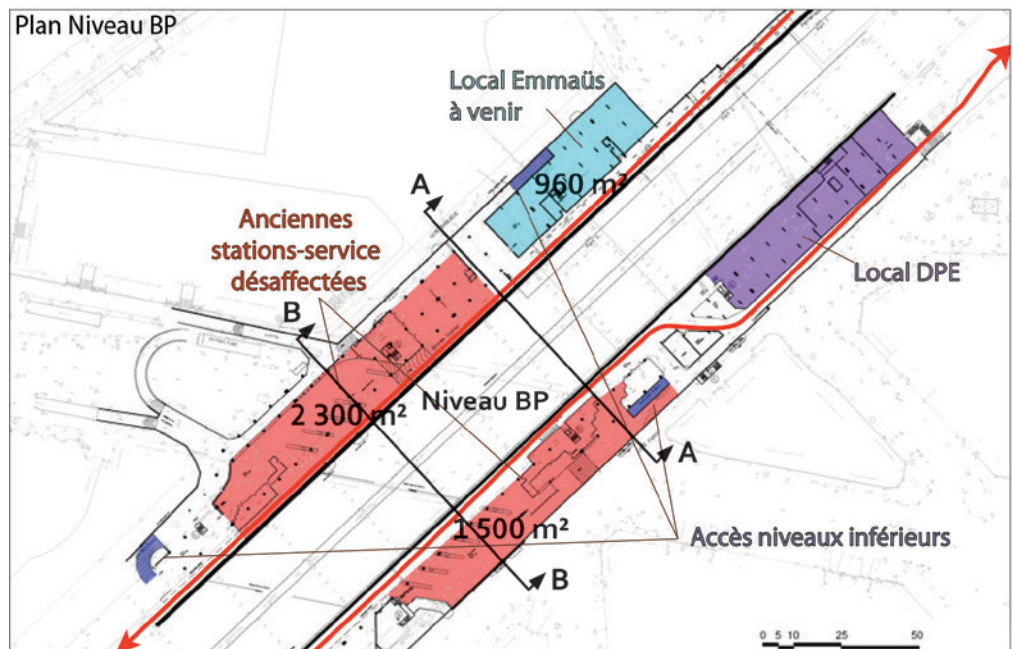 Plan Niveau BP
Local Emmaüs
à venir
960 m²
A
Anciennes
stations-service
désaffectées
B
Local DPE
Niveau BP
2 300 m²
A
1 500 m²
Accès niveaux inférieurs
B
0 5 10 25 50